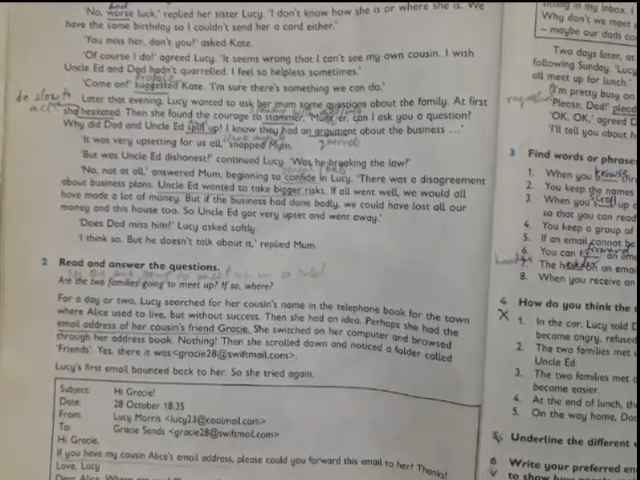 'No, worse luck,' replied her sister Lucy. 'I don't know how she is or where she is. We
have the same birthday so I couldn't send her a card either.'
'You miss her, don't you!' asked Kate.
'Of course I do!' agreed Lucy. 'It seems wrong that I can't see my own cousin. I wish
Uncle Ed and Dad hadn't quarrelled. I feel so helpless sometimes.'
'Come on!' suggested Kate. 'I'm sure there's something we can do.'
Later that evening, Lucy wanted to ask her mum some questions about the family. At first
she hesitated. Then she found the courage to stammer, 'Mum, er, can I ask you a question?
Why did Dad and Uncle Ed split up? I know they had an argument about the business ...'
'It was very upsetting for us all,' snapped Mum.
'But was Uncle Ed dishonest?' continued Lucy. 'Was he breaking the law?'
'No, not at all,' answered Mum, beginning to confide in Lucy. 'There was a disagreement
about business plans. Uncle Ed wanted to take bigger risks. If all went well, we would all
have made a lot of money. But if the business had done badly, we could have lost all our
money and this house too. So Uncle Ed got very upset and went away.'
'Does Dad miss him?' Lucy asked softly.
'I think so. But he doesn't talk about it,' replied Mum.
2 Read and answer the questions.
Are the two families going to meet up? If so, where?
For a day or two, Lucy searched for her cousin's name in the telephone book for the town
where Alice used to live, but without success. Then she had an idea. Perhaps she had the
email address of her cousin's friend Gracie. She switched on her computer and browsed
through her address book. Nothing! Then she scrolled down and noticed a folder called
'Friends'. Yes, there it was <gracie28@swiftmail.com>.
Lucy's first email bounced back to her. So she tried again.
Subject: Hi Gracie!
Date: 28 October 18.35
From: Lucy Morris <lucy23@coolmail.com>
To: Gracie Sands <gracie28@swiftmail.com>
Hi Gracie,
If you have my cousin Alice's email address, please could you forward this email to her? Thanks!
Love, Lucy
in my inbox.
Why don't we meet
– maybe our dads
Two days later, at
following Sunday. 'Lucy
all meet up for lunch.'
'I'm pretty busy on
'Please, Dad!'
'OK, OK,' agreed
'I'll tell you about
3 Find words or phrases
1. When you browse
2. You keep the names
3. When you scroll up
so that you can read
4. You keep a group of
5. If an email cannot be
6. You can forward an
7. The header on an email
8. When you receive an
4 How do you think the
1. In the car, Lucy told
became angry, refused
2. The two families met
Uncle Ed.
3. The two families met
became easier.
4. At the end of lunch, the
5. On the way home, Dad
5 Underline the different
6 Write your preferred
to show